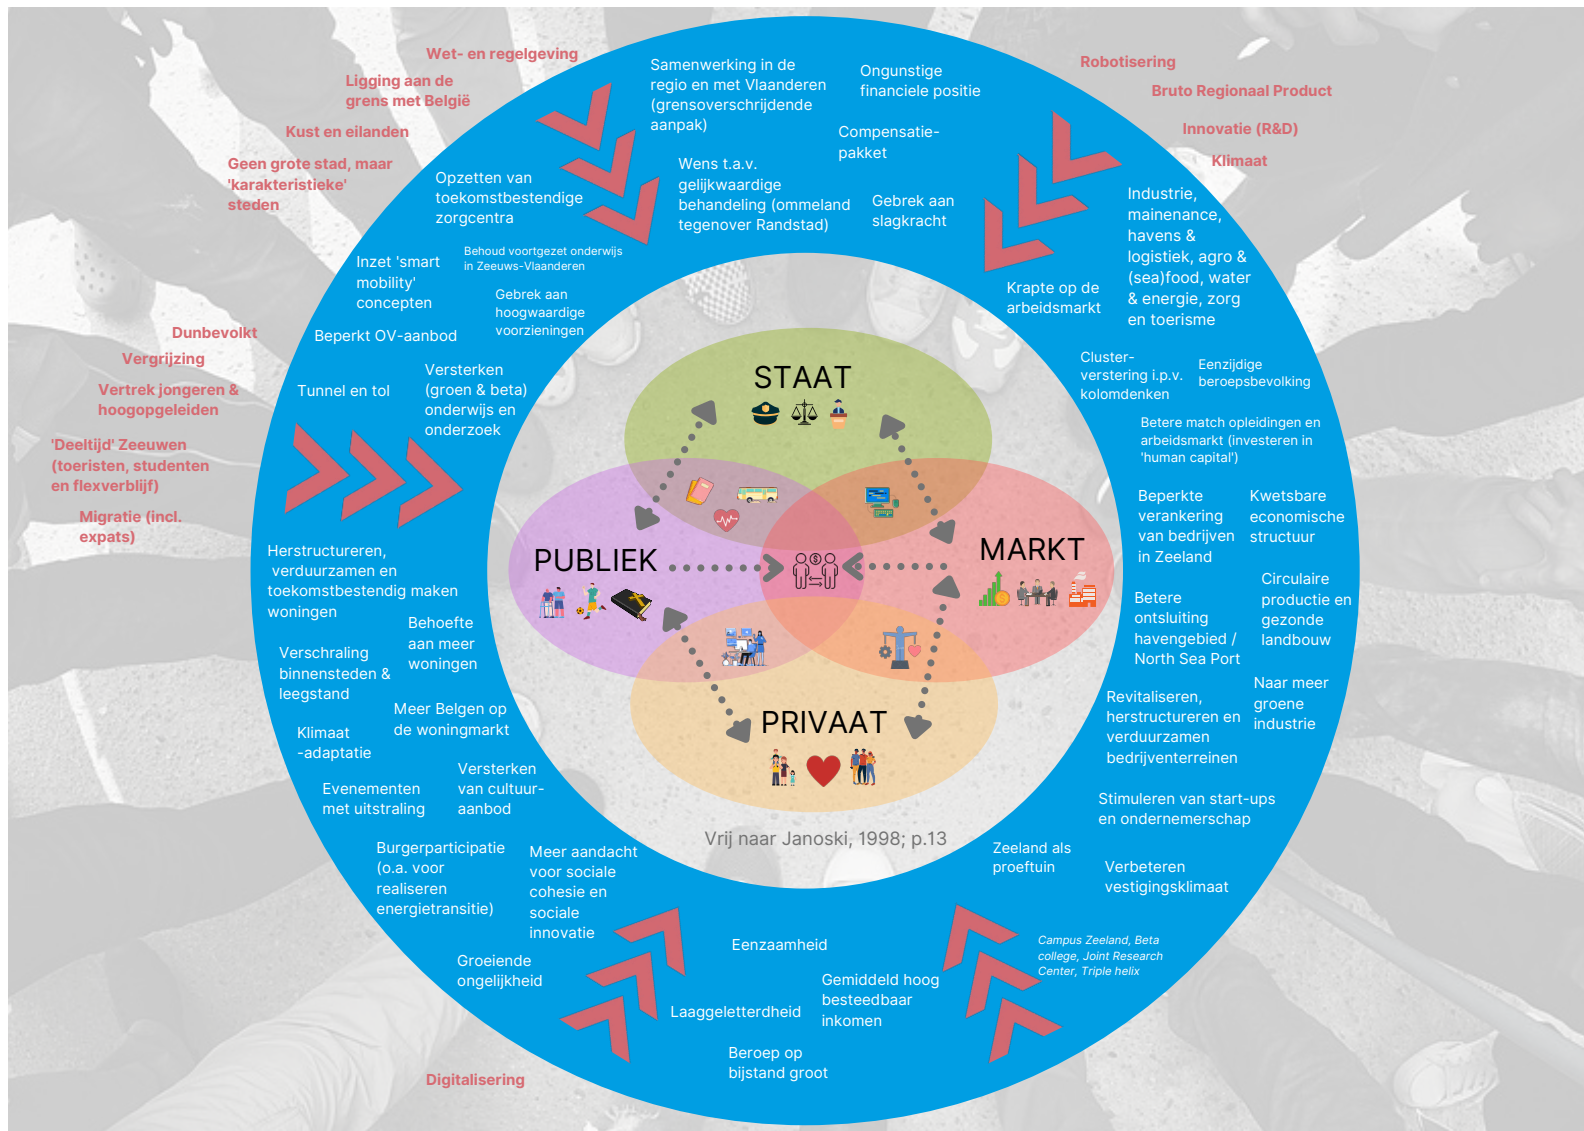 Wet- en regelgeving
Ligging aan de
grens met België
Kust en eilanden
Geen grote stad, maar
'karakteristieke'
steden
Dunbevolkt
Vergrijzing
Vertrek jongeren &
hoogopgeleiden
'Deeltijd' Zeeuwen
(toeristen, studenten
en flexverblijf)
Migratie (incl.
expats)
Digitalisering
Robotisering
Bruto Regionaal Product
Innovatie (R&D)
Klimaat
Samenwerking in de
regio en met Vlaanderen
(grensoverschrijdende
aanpak)
Ongunstige
financiele positie
Compensatie-
pakket
Wens t.a.v.
gelijkwaardige
behandeling (ommeland
tegenover Randstad)
Gebrek aan
slagkracht
Opzetten van
toekomstbestendige
zorgcentra
Behoud voortgezet onderwijs
in Zeeuws-Vlaanderen
Inzet 'smart
mobility'
concepten
Gebrek aan
hoogwaardige
voorzieningen
Beperkt OV-aanbod
Tunnel en tol
Versterken
(groen & beta)
onderwijs en
onderzoek
Industrie,
mainenance,
havens &
logistiek, agro &
(sea)food, water
& energie, zorg
en toerisme
Krapte op de
arbeidsmarkt
Cluster-
verstering i.p.v.
kolomdenken
Eenzijdige
beroepsbevolking
Betere match opleidingen en
arbeidsmarkt (investeren in
'human capital')
Beperkte
verankering
van bedrijven
in Zeeland
Kwetsbare
economische
structuur
Circulaire
productie en
gezonde
landbouw
Betere
ontsluiting
havengebied /
North Sea Port
Naar meer
groene
industrie
Revitaliseren,
herstructureren en
verduurzamen
bedrijventerreinen
Stimuleren van start-ups
en ondernemerschap
Zeeland als
proeftuin
Verbeteren
vestigingsklimaat
Campus Zeeland, Beta
college, Joint Research
Center, Triple helix
STAAT
PUBLIEK
MARKT
PRIVAAT
Vrij naar Janoski, 1998; p.13
Herstructureren,
verduurzamen en
toekomstbestendig maken
woningen
Behoefte
aan meer
woningen
Verschraling
binnensteden &
leegstand
Meer Belgen op
de woningmarkt
Klimaat
-adaptatie
Versterken
van cultuur-
aanbod
Evenementen
met uitstraling
Burgerparticipatie
(o.a. voor
realiseren
energietransitie)
Meer aandacht
voor sociale
cohesie en
sociale
innovatie
Groeiende
ongelijkheid
Eenzaamheid
Gemiddeld hoog
besteedbaar
inkomen
Laaggeletterdheid
Beroep op
bijstand groot